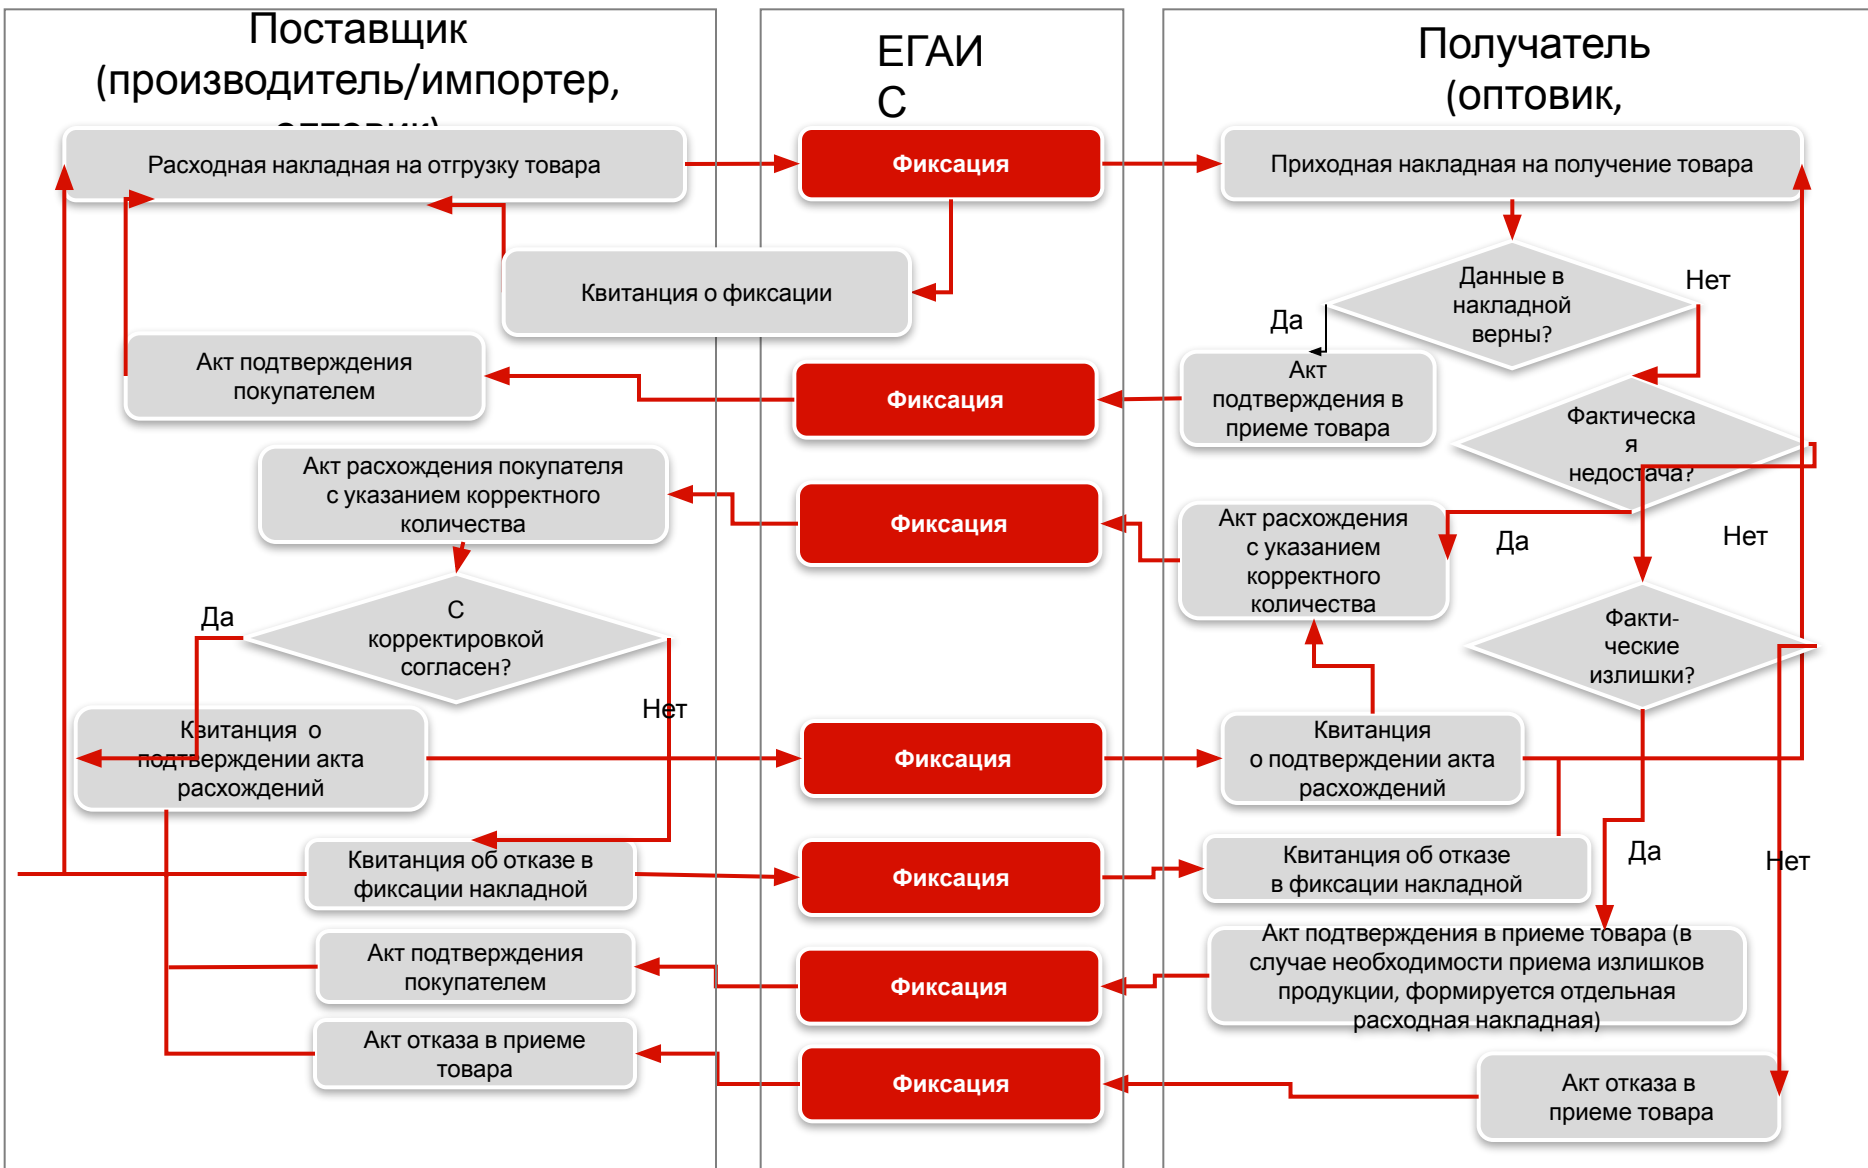 Поставщик
(производитель/импортер,
оптовик)
ЕГАИ
С
Получатель
(оптовик,
Расходная накладная на отгрузку товара
Фиксация
Приходная накладная на получение товара
Квитанция о фиксации
Данные в
накладной
верны?
Нет
Да
Акт подтверждения
покупателем
Фиксация
Акт
подтверждения в
приеме товара
Фактическа
я
недостача?
Акт расхождения покупателя
с указанием корректного
количества
Фиксация
Акт расхождения
с указанием
корректного
количества
Да
Нет
Да
С
корректировкой
согласен?
Нет
Факти-
ческие
излишки?
Квитанция о
подтверждении акта
расхождений
Фиксация
Квитанция
о подтверждении акта
расхождений
Квитанция об отказе в
фиксации накладной
Фиксация
Квитанция об отказе
в фиксации накладной
Да
Нет
Акт подтверждения
покупателем
Фиксация
Акт подтверждения в приеме товара (в
случае необходимости приема излишков
продукции, формируется отдельная
расходная накладная)
Акт отказа в приеме
товара
Фиксация
Акт отказа в
приеме товара